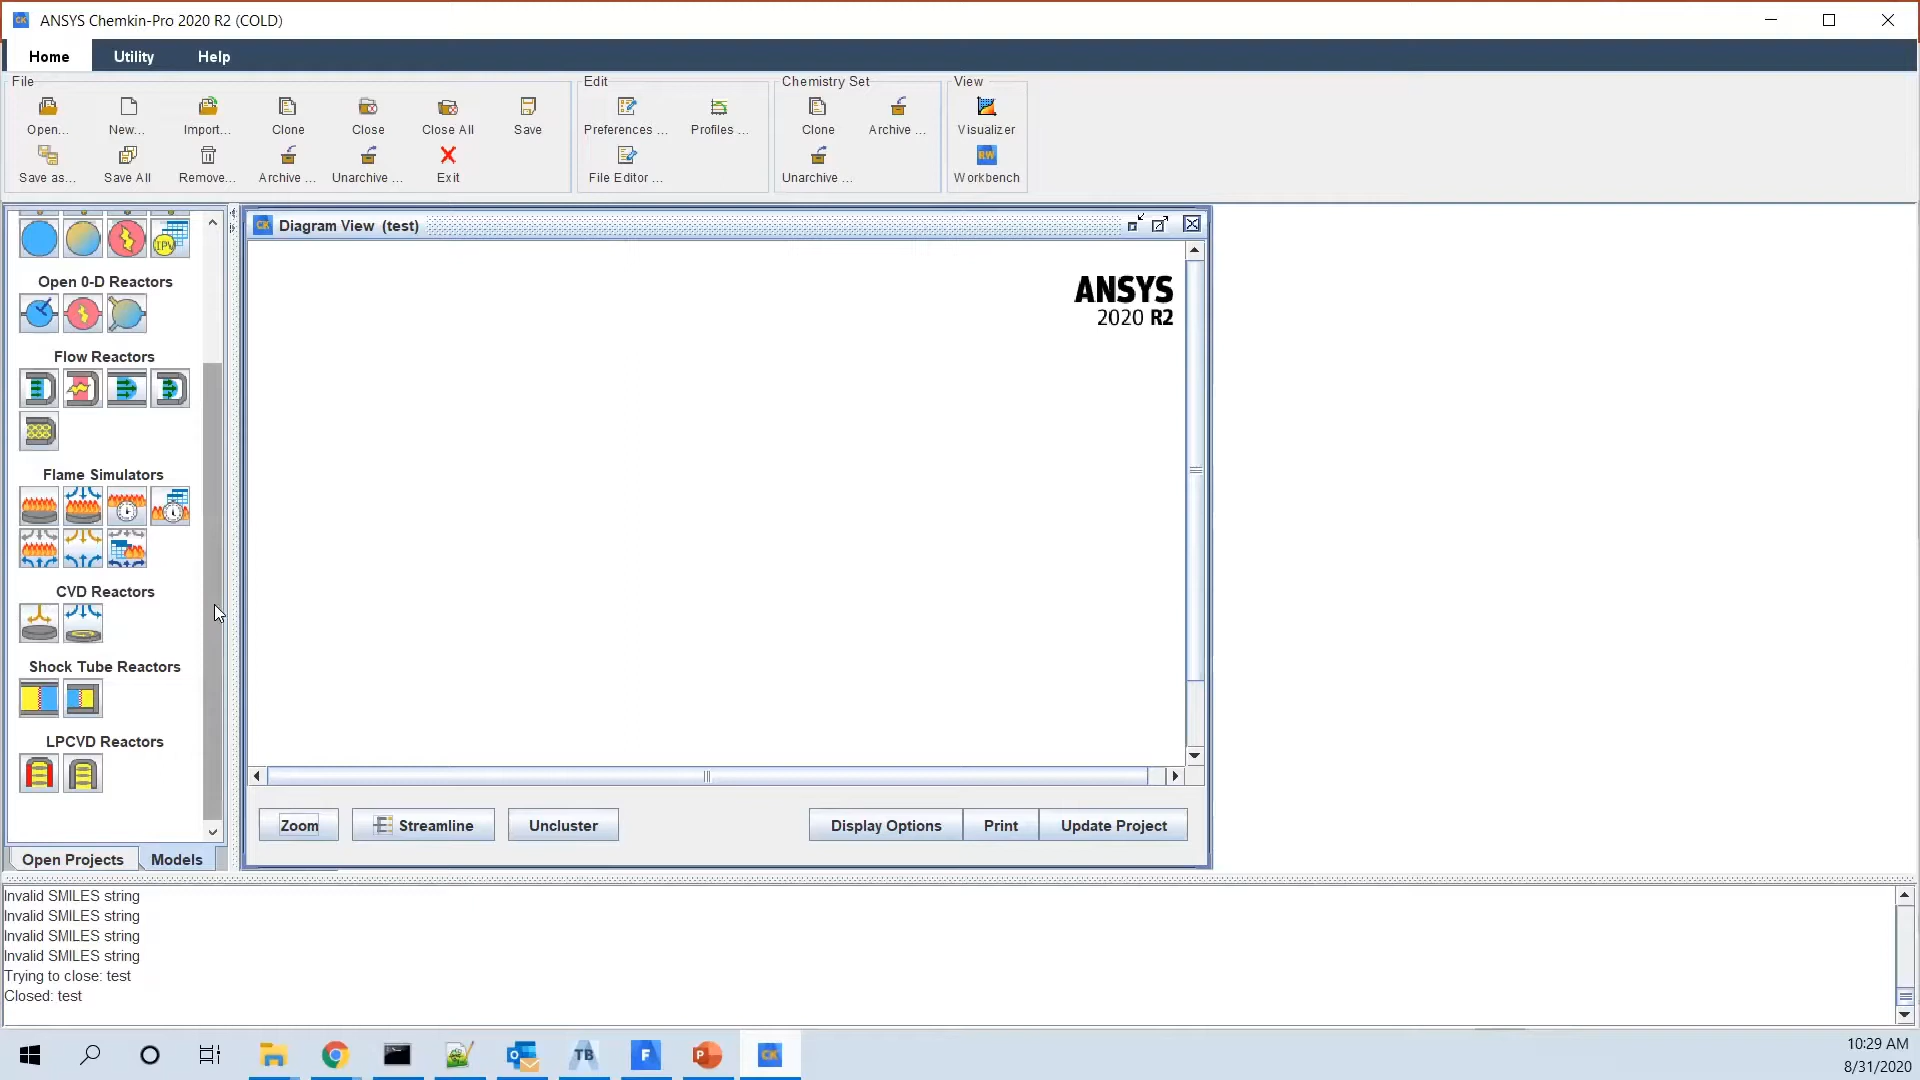 ANSYS Chemkin-Pro 2020 R2 (COLD)
Home Utility Help
File Edit Chemistry Set View
Open... New... Import... Clone Close Close All Save Preferences ... Profiles ... Clone Archive ... Visualizer
Save as... Save All Remove... Archive ... Unarchive ... Exit File Editor ... Unarchive ... RW Workbench
Diagram View (test)
IPV
Open 0-D Reactors
Flow Reactors
Flame Simulators
CVD Reactors
Shock Tube Reactors
LPCVD Reactors
ANSYS
2020 R2
Zoom Streamline Uncluster Display Options Print Update Project
Open Projects Models
Invalid SMILES string
Invalid SMILES string
Invalid SMILES string
Invalid SMILES string
Trying to close: test
Closed: test
TB F P CK
10:29 AM
8/31/2020